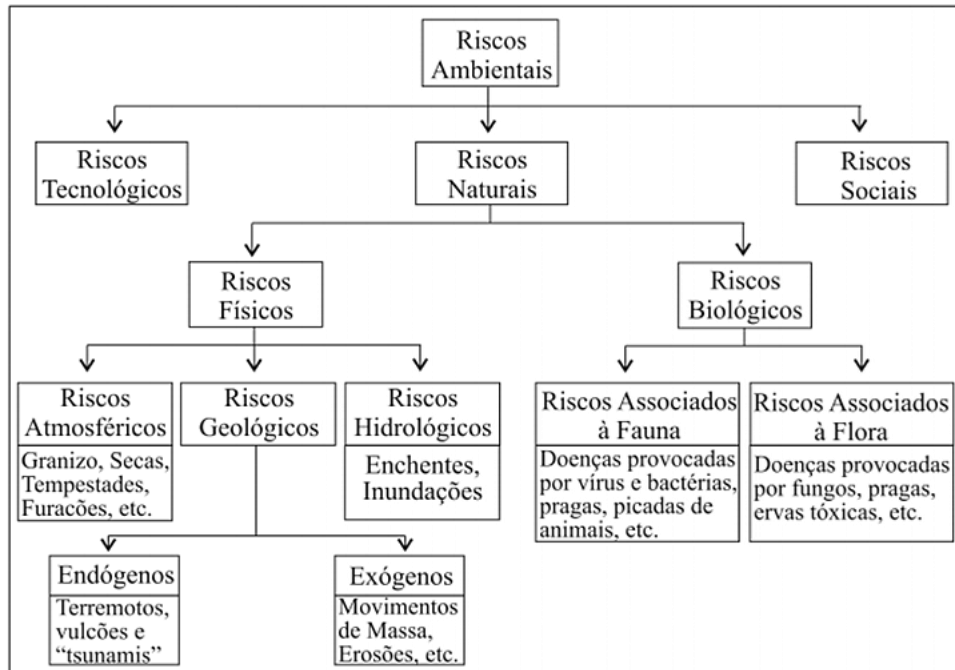 Riscos
Ambientais
Riscos
Tecnológicos
Riscos
Naturais
Riscos
Sociais
Riscos
Físicos
Riscos
Biológicos
Riscos
Atmosféricos
Granizo, Secas,
Tempestades,
Furacões, etc.
Riscos
Geológicos
Riscos
Hidrológicos
Enchentes,
Inundações
Riscos Associados
à Fauna
Doenças provocadas
por vírus e bactérias,
pragas, picadas de
animais, etc.
Riscos Associados
à Flora
Doenças provocadas
por fungos, pragas,
ervas tóxicas, etc.
Endógenos
Terremotos,
vulcões e
“tsunamis”
Exógenos
Movimentos
de Massa,
Erosões, etc.